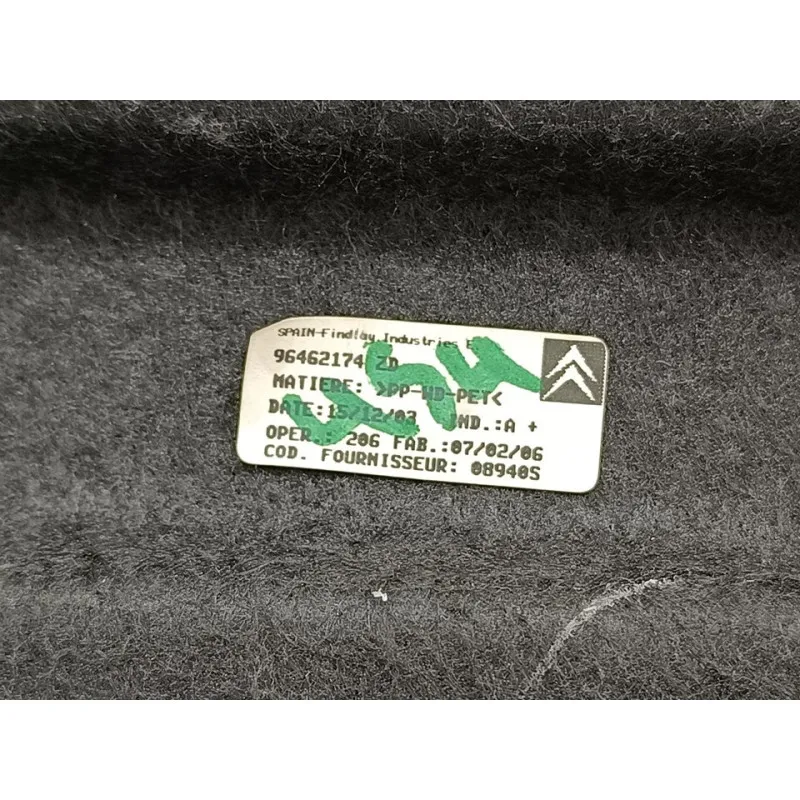 SPAIN-Findlay Industries E
96462174 ZD
MATIERE: >PP-WD-PET<
DATE:15/12/03 IND.:A +
OPER.: 206 FAB.:07/02/06
COD. FOURNISSEUR: 08940S